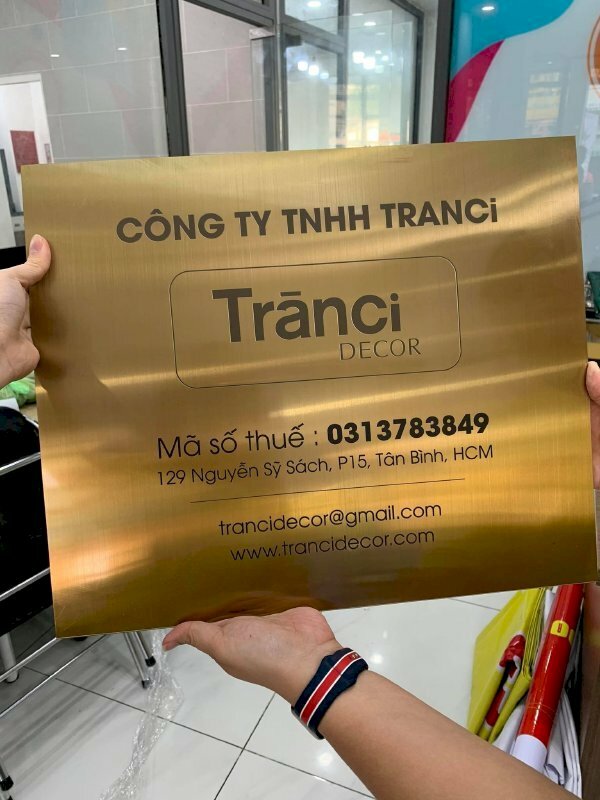 CÔNG TY TNHH TRANCi
Trānci
DECOR
Mã số thuế : 0313783849
129 Nguyễn Sỹ Sách, P15, Tân Bình, HCM
trancidecor@gmail.com
www.trancidecor.com